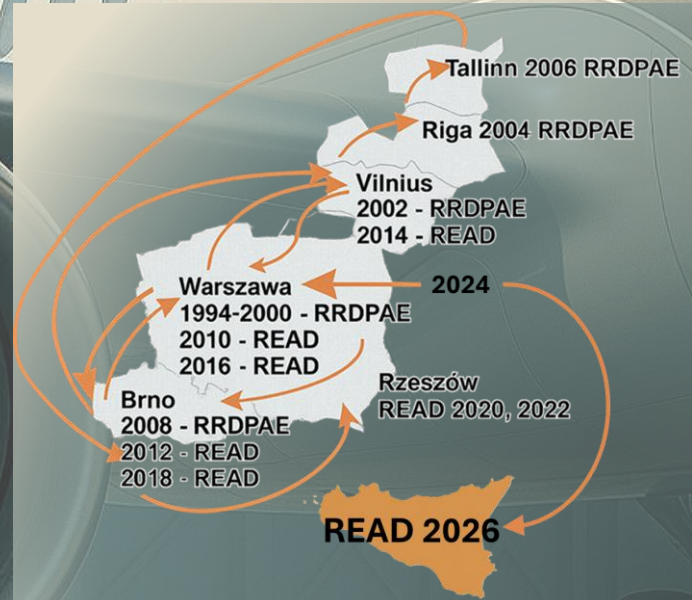 Tallinn 2006 RRDPAE
Riga 2004 RRDPAE
Vilnius
2002 - RRDPAE
2014 - READ
Warszawa
1994-2000 - RRDPAE
2010 - READ
2016 - READ
2024
Rzeszów
READ 2020, 2022
Brno
2008 - RRDPAE
2012 - READ
2018 - READ
READ 2026